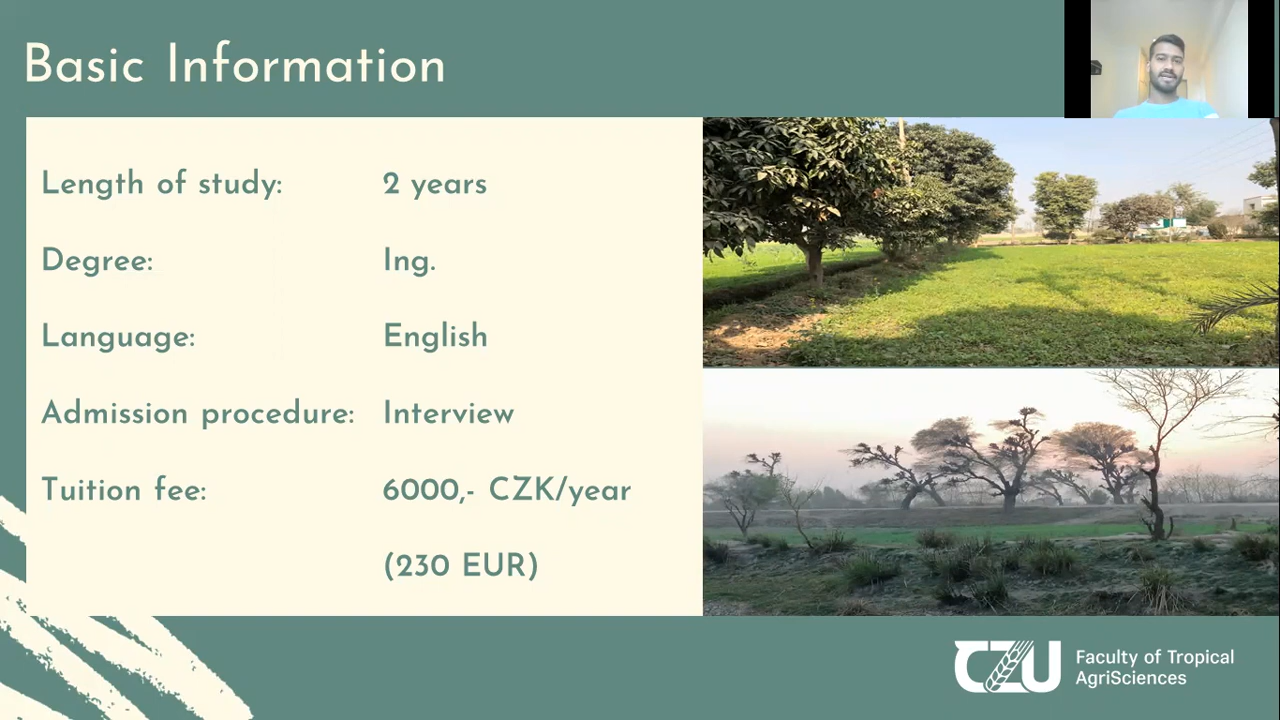 Basic Information
Length of study: 2 years
Degree: Ing.
Language: English
Admission procedure: Interview
Tuition fee: 6000,- CZK/year
(230 EUR)
CZU Faculty of Tropical
AgriSciences